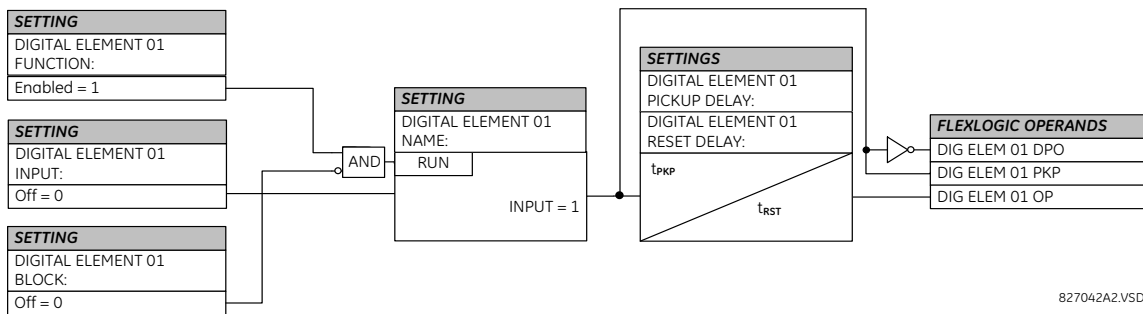 SETTING
DIGITAL ELEMENT 01
FUNCTION:
Enabled = 1
SETTING
DIGITAL ELEMENT 01
INPUT:
Off = 0
SETTING
DIGITAL ELEMENT 01
BLOCK:
Off = 0
AND
SETTING
DIGITAL ELEMENT 01
NAME:
RUN
INPUT = 1
SETTINGS
DIGITAL ELEMENT 01
PICKUP DELAY:
DIGITAL ELEMENT 01
RESET DELAY:
tPKP
tRST
FLEXLOGIC OPERANDS
DIG ELEM 01 DPO
DIG ELEM 01 PKP
DIG ELEM 01 OP
827042A2.VSD